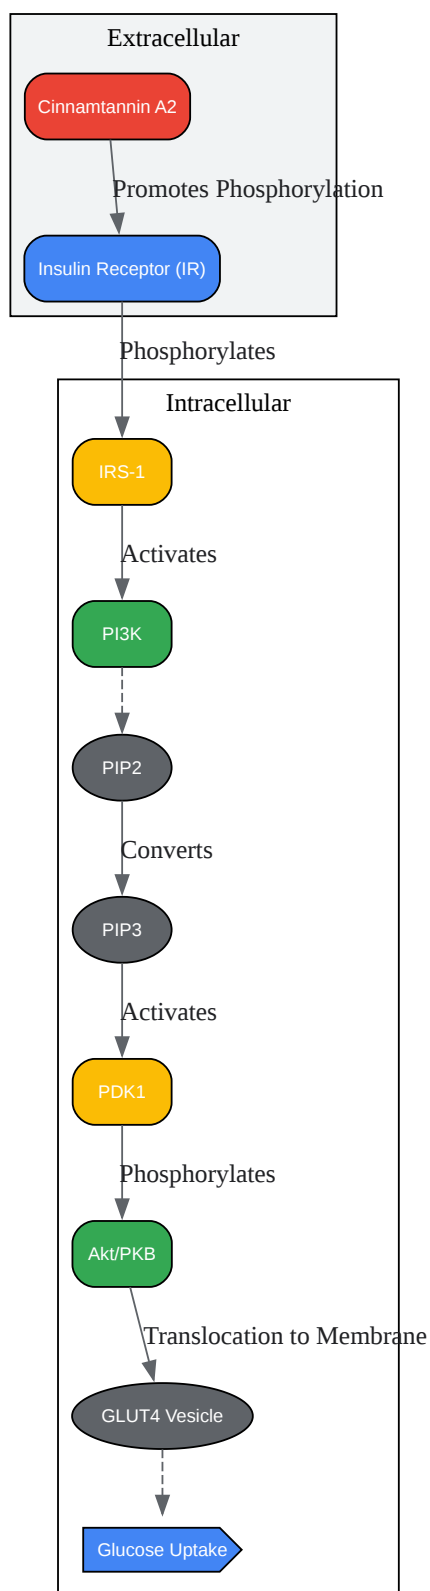 Extracellular
Cinnamtannin A2
Promotes Phosphorylation
Insulin Receptor (IR)
Phosphorylates
Intracellular
IRS-1
Activates
PI3K
PIP2
Converts
PIP3
Activates
PDK1
Phosphorylates
Akt/PKB
Translocation to Membrane
GLUT4 Vesicle
Glucose Uptake